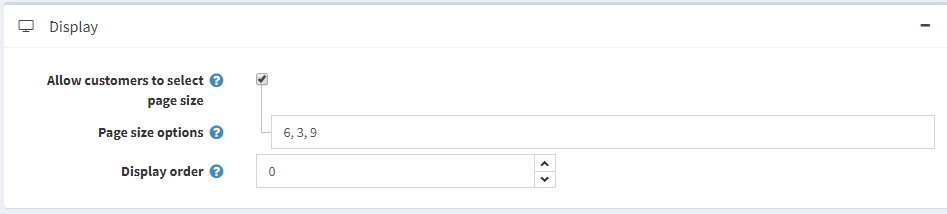 Display
Allow customers to select
page size
Page size options
6, 3, 9
Display order
0